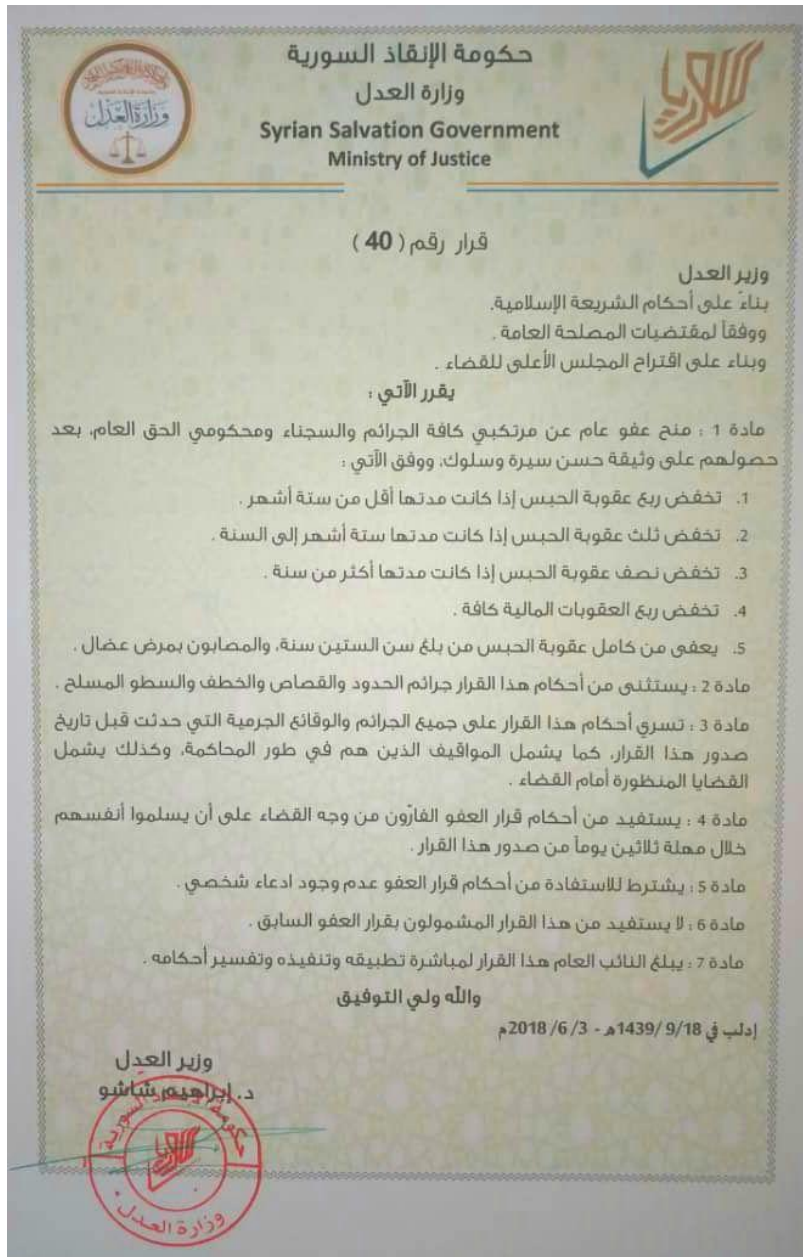 حكومة الإنقاذ السورية
وزارة العدل
Syrian Salvation Government
Ministry of Justice
وزارة العدل
قرار رقم ( 40 )
وزير العدل
بناءً على أحكام الشريعة الإسلامية.
ووفقاً لمقتضيات المصلحة العامة .
وبناء على اقتراح المجلس الأعلى للقضاء .
يقرر الآتي :
مادة 1 : منح عفو عام عن مرتكبي كافة الجرائم والسجناء ومحكومي الحق العام، بعد
حصولهم على وثيقة حسن سيرة وسلوك، ووفق الآتي :
1. تخفض ربع عقوبة الحبس إذا كانت مدتها أقل من ستة أشهر .
2. تخفض ثلث عقوبة الحبس إذا كانت مدتها ستة أشهر إلى السنة .
3. تخفض نصف عقوبة الحبس إذا كانت مدتها أكثر من سنة .
4. تخفض ربع العقوبات المالية كافة .
5. يعفى من كامل عقوبة الحبس من بلغ سن الستين سنة، والمصابون بمرض عضال .
مادة 2 : يستثنى من أحكام هذا القرار جرائم الحدود والقصاص والخطف والسطو المسلح .
مادة 3 : تسري أحكام هذا القرار على جميع الجرائم والوقائع الجرمية التي حدثت قبل تاريخ
صدور هذا القرار، كما يشمل المواقيف الذين هم في طور المحاكمة، وكذلك يشمل
القضايا المنظورة أمام القضاء .
مادة 4 : يستفيد من أحكام قرار العفو الفارّون من وجه القضاء على أن يسلموا أنفسهم
خلال مهلة ثلاثين يوماً من صدور هذا القرار .
مادة 5 : يشترط للاستفادة من أحكام قرار العفو عدم وجود ادعاء شخصي .
مادة 6 : لا يستفيد من هذا القرار المشمولون بقرار العفو السابق .
مادة 7 : يبلغ النائب العام هذا القرار لمباشرة تطبيقه وتنفيذه وتفسير أحكامه .
والله ولي التوفيق
إدلب في 1439/ 9/18هـ - 2018 /6 /3م
وزير العدل
د. إبراهيم شاشو
حكومة الإنقاذ السورية
وزارة العدل